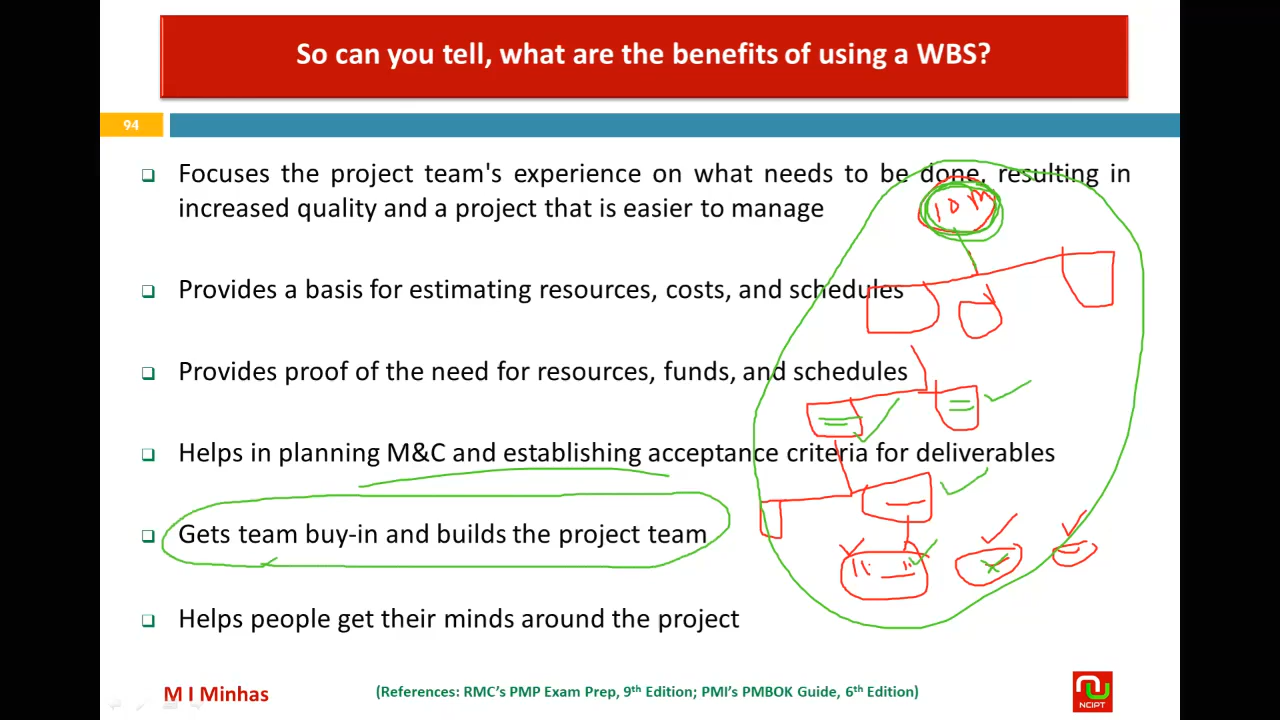 So can you tell, what are the benefits of using a WBS?
94
Focuses the project team's experience on what needs to be done, resulting in
increased quality and a project that is easier to manage
10 M
Provides a basis for estimating resources, costs, and schedules
Provides proof of the need for resources, funds, and schedules
Helps in planning M&C and establishing acceptance criteria for deliverables
Gets team buy-in and builds the project team
Helps people get their minds around the project
M I Minhas
(References: RMC's PMP Exam Prep, 9th Edition; PMI's PMBOK Guide, 6th Edition)
NCIPT